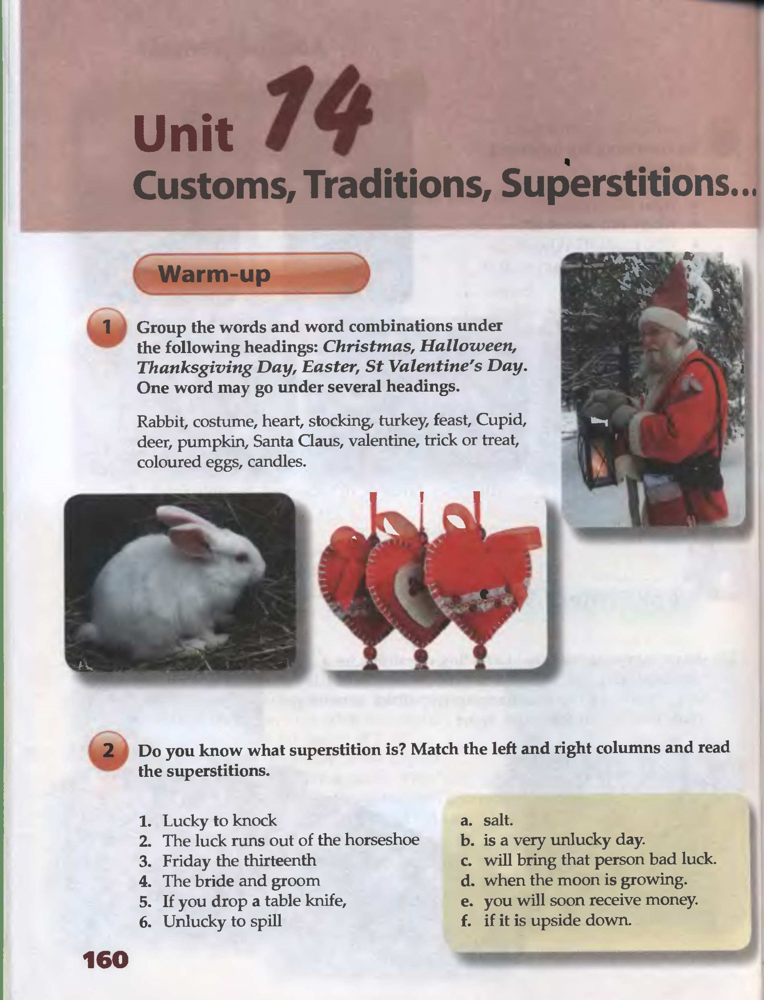 Unit 14
Customs, Traditions, Superstitions...
Warm-up
1 Group the words and word combinations under
the following headings: Christmas, Halloween,
Thanksgiving Day, Easter, St Valentine's Day.
One word may go under several headings.
Rabbit, costume, heart, stocking, turkey, feast, Cupid,
deer, pumpkin, Santa Claus, valentine, trick or treat,
coloured eggs, candles.
2 Do you know what superstition is? Match the left and right columns and read
the superstitions.
1. Lucky to knock
2. The luck runs out of the horseshoe
3. Friday the thirteenth
4. The bride and groom
5. If you drop a table knife,
6. Unlucky to spill
a. salt.
b. is a very unlucky day.
c. will bring that person bad luck.
d. when the moon is growing.
e. you will soon receive money.
f. if it is upside down.
160